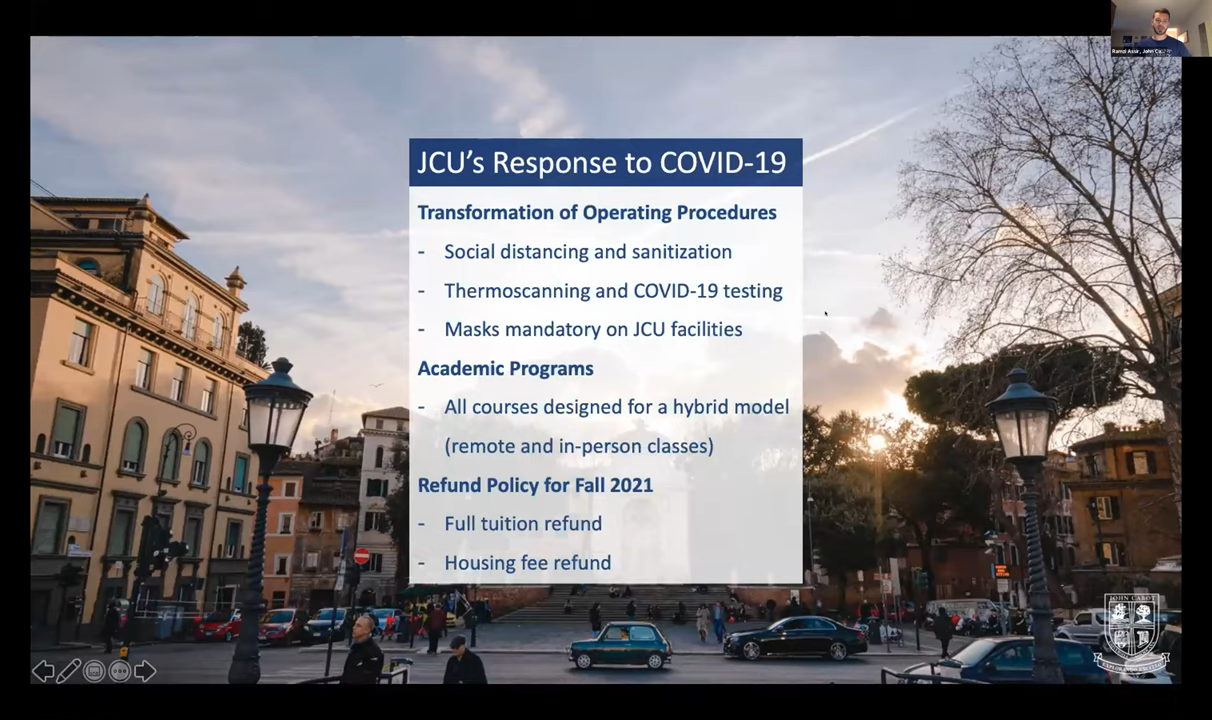 JCU's Response to COVID-19
Transformation of Operating Procedures
- Social distancing and sanitization
- Thermoscanning and COVID-19 testing
- Masks mandatory on JCU facilities
Academic Programs
- All courses designed for a hybrid model
(remote and in-person classes)
Refund Policy for Fall 2021
- Full tuition refund
- Housing fee refund
JOHN CABOT